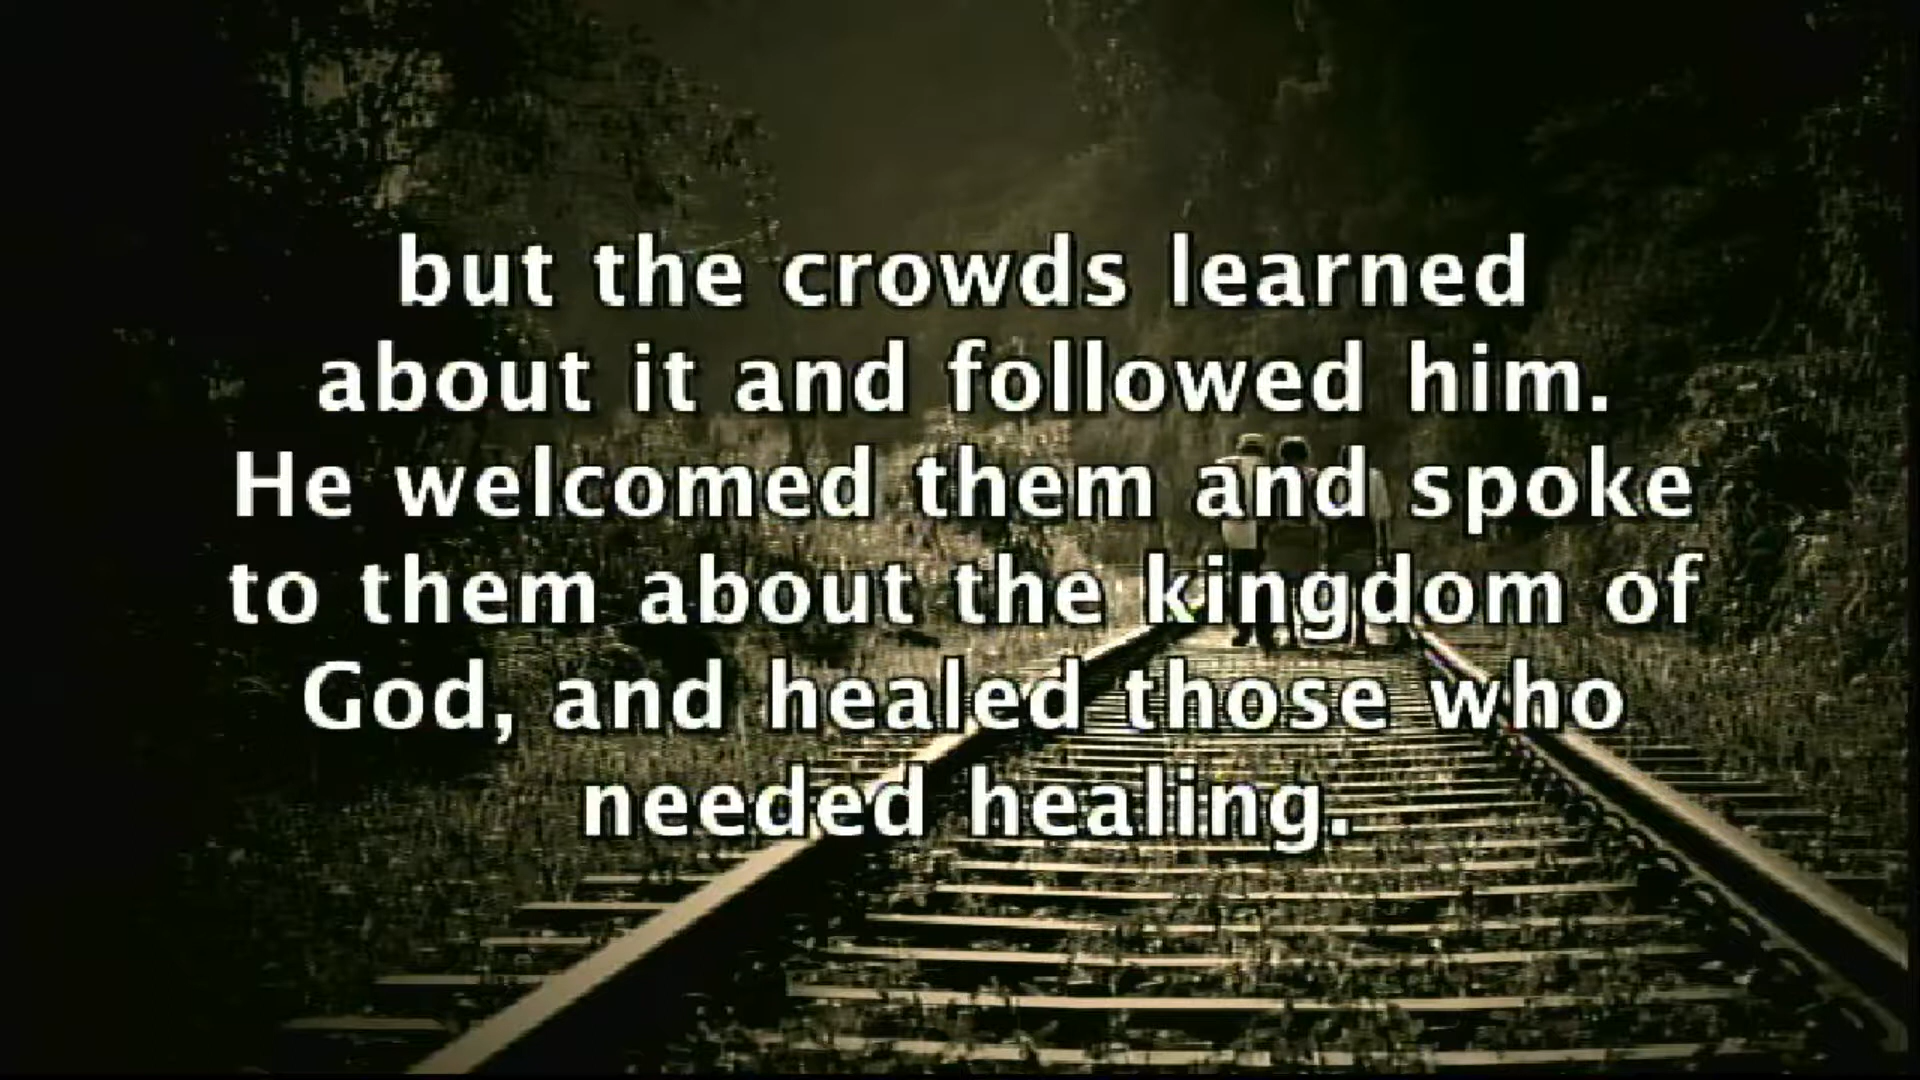 but the crowds learned
about it and followed him.
He welcomed them and spoke
to them about the kingdom of
God, and healed those who
needed healing.